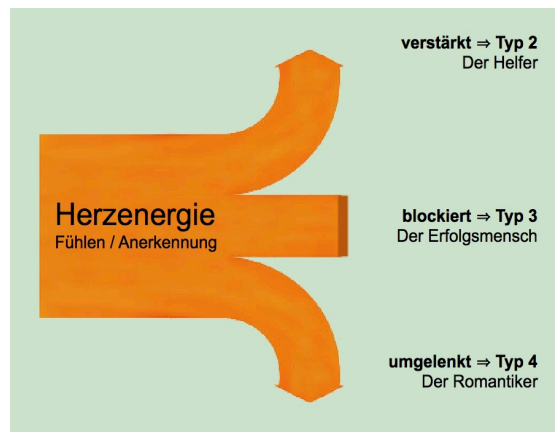 verstärkt ⇒ Typ 2
Der Helfer
Herzenergie
Fühlen / Anerkennung
blockiert ⇒ Typ 3
Der Erfolgsmensch
umgelenkt ⇒ Typ 4
Der Romantiker